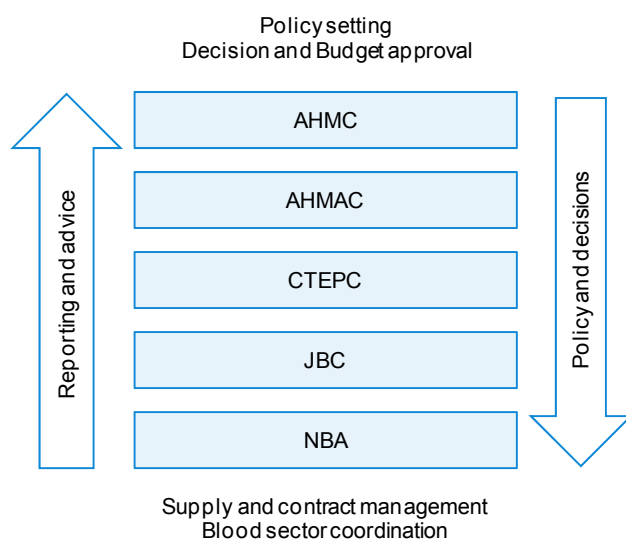 Policy setting
Decision and Budget approval
AHMC
AHMAC
CTEPC
JBC
NBA
Reporting and advice
Policy and decisions
Supply and contract management
Blood sector coordination